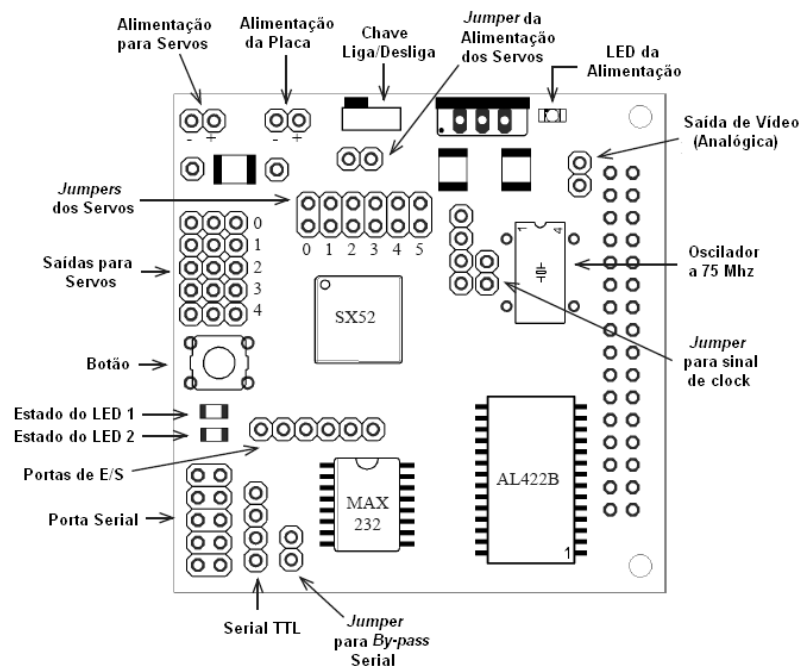 Alimentação
para Servos
Alimentação
da Placa
Chave
Liga/Desliga
Jumper da
Alimentação
dos Servos
LED da
Alimentação
Saída de Vídeo
(Analógica)
- +
- +
Jumpers
dos Servos
0 1 2 3 4 5
0
1
2
3
4
Saídas para
Servos
1 4
Oscilador
a 75 Mhz
SX52
Jumper
para sinal
de clock
Botão
Estado do LED 1
Estado do LED 2
Portas de E/S
Porta Serial
MAX
232
AL422B
1
Serial TTL
Jumper
para By-pass
Serial